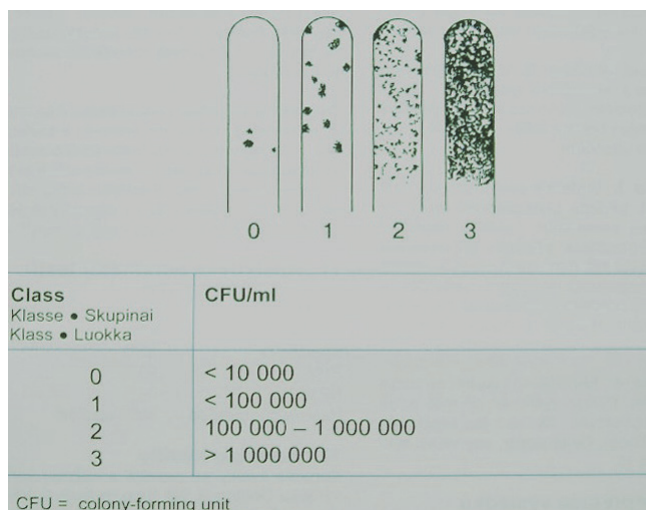 0 1 2 3
Class CFU/ml
Klasse • Skupinai
Klass • Luokka
0 < 10 000
1 < 100 000
2 100 000 – 1 000 000
3 > 1 000 000
CFU = colony-forming unit